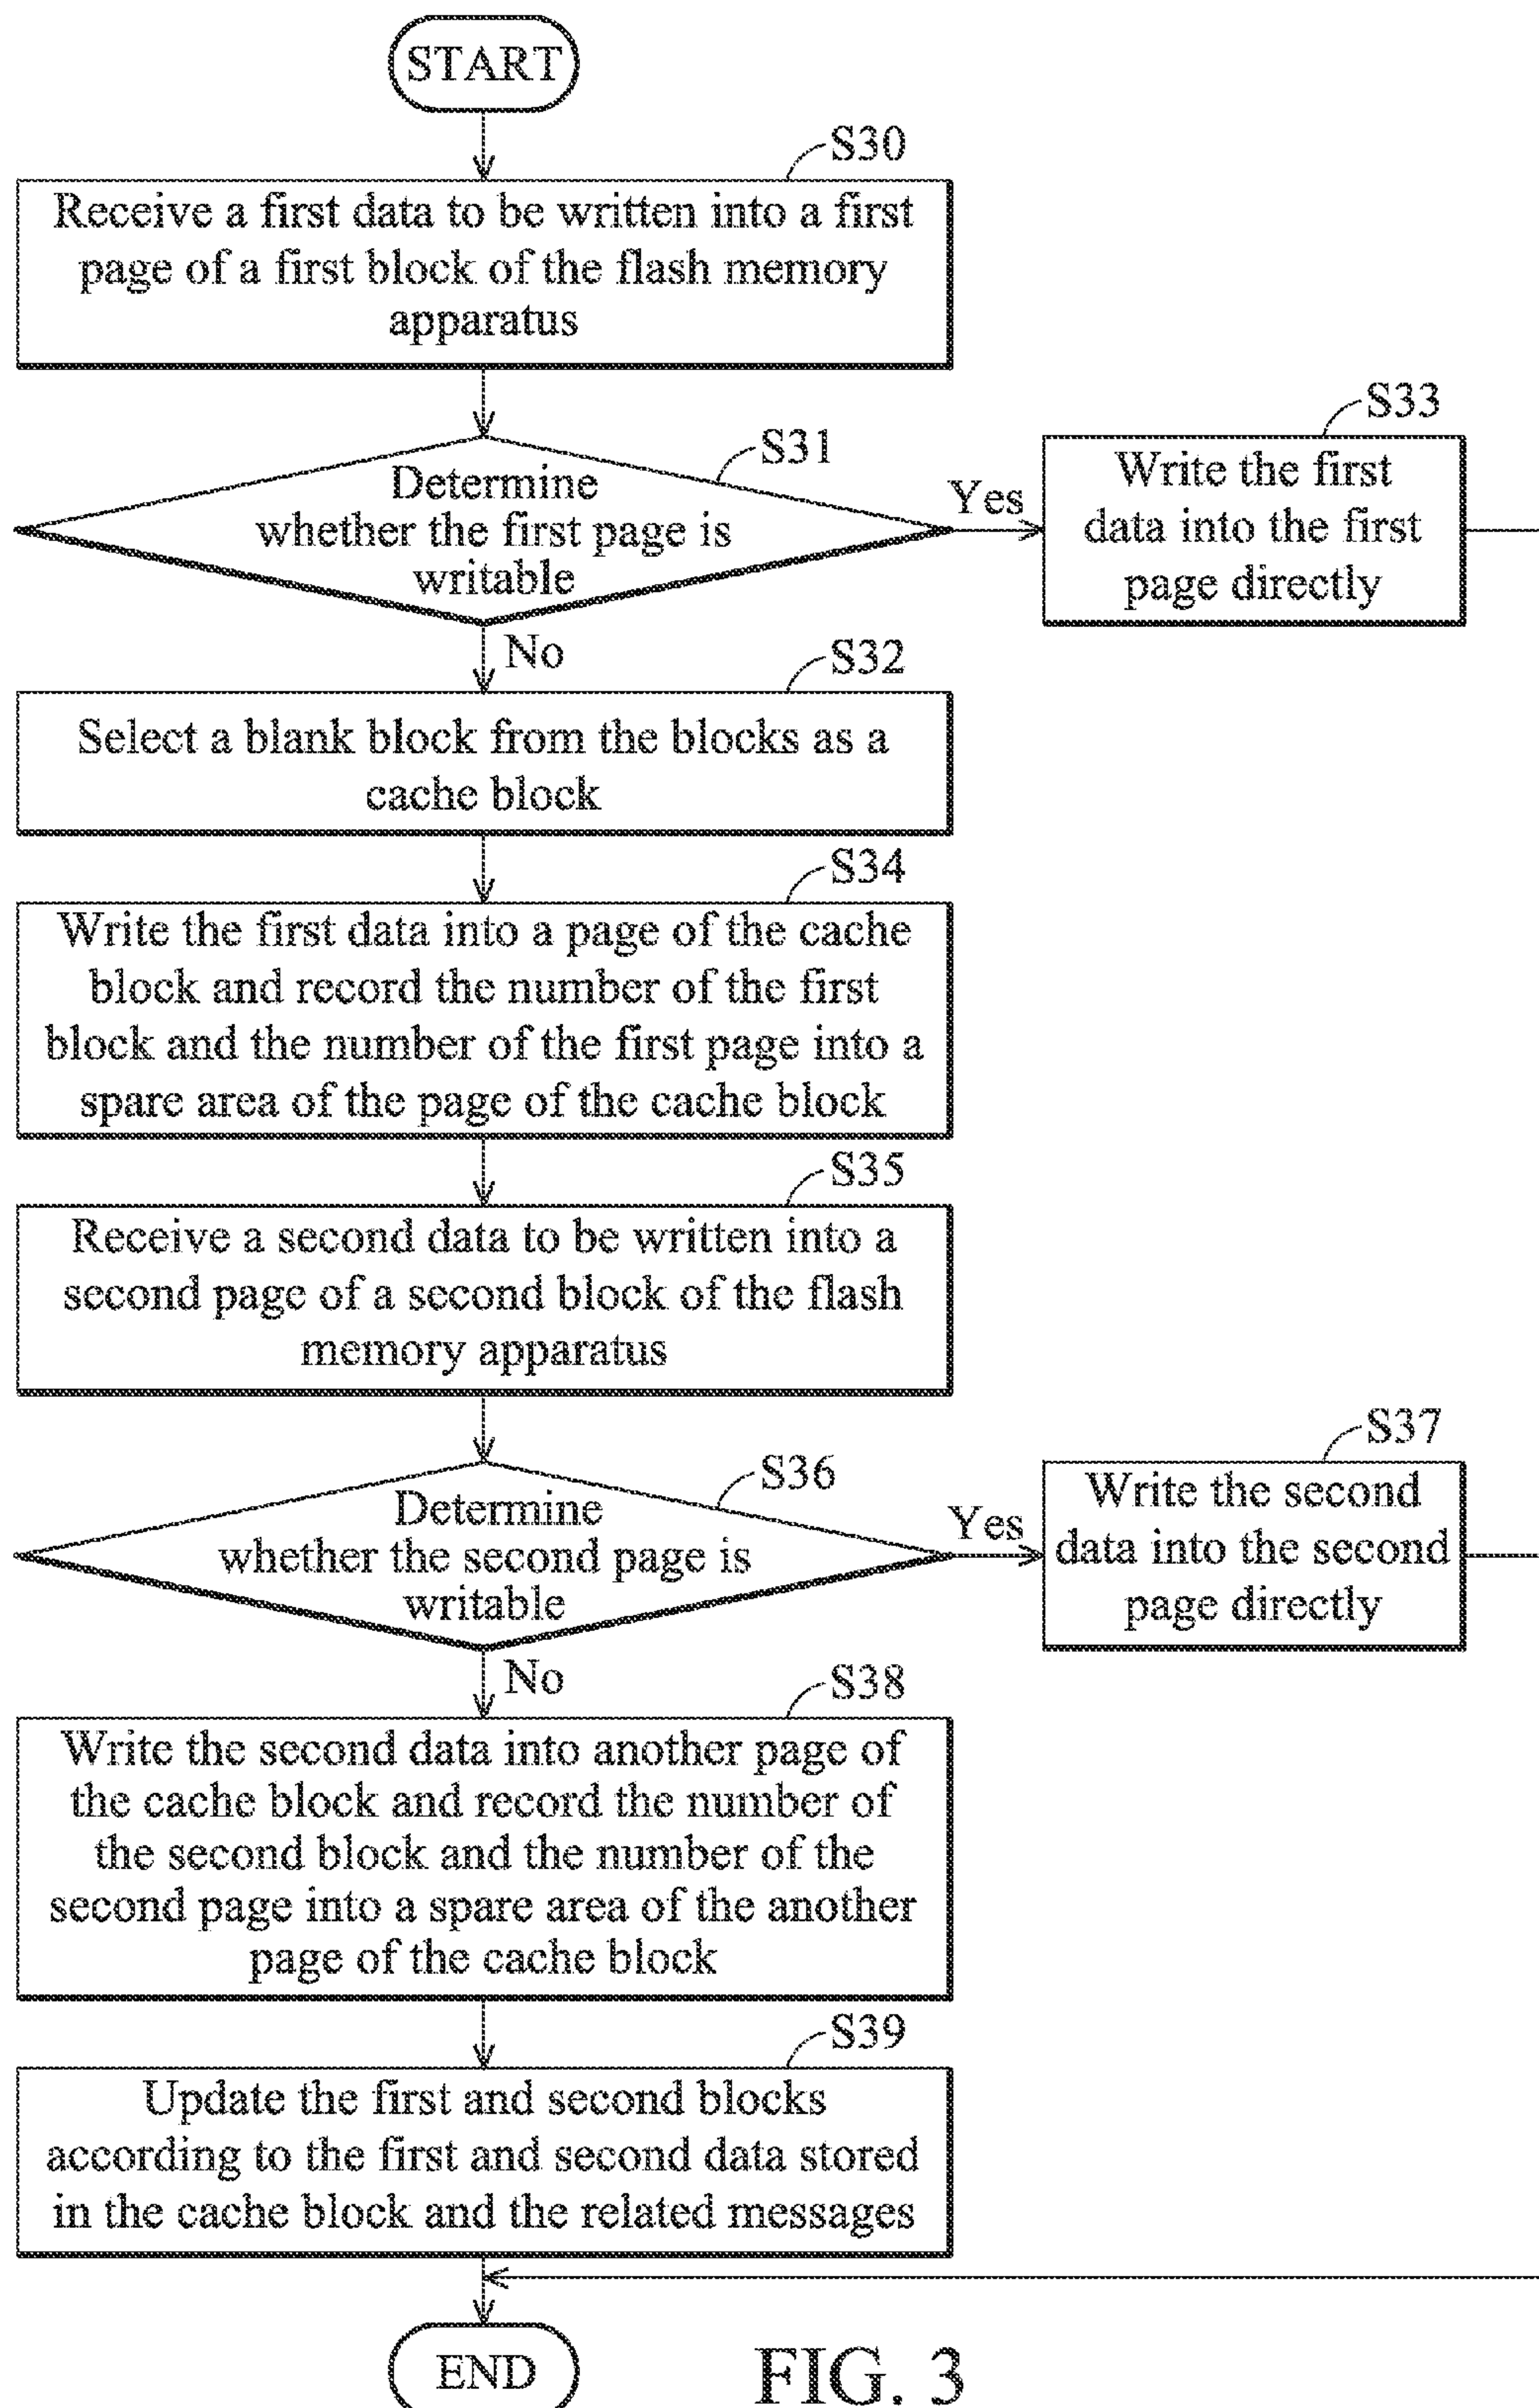 START
S30
Receive a first data to be written into a first
page of a first block of the flash memory
apparatus
S31
Determine
whether the first page is
writable
Yes
S33
Write the first
data into the first
page directly
No
S32
Select a blank block from the blocks as a
cache block
S34
Write the first data into a page of the cache
block and record the number of the first
block and the number of the first page into a
spare area of the page of the cache block
S35
Receive a second data to be written into a
second page of a second block of the flash
memory apparatus
S36
Determine
whether the second page is
writable
Yes
S37
Write the second
data into the second
page directly
No
S38
Write the second data into another page of
the cache block and record the number of
the second block and the number of the
second page into a spare area of the another
page of the cache block
S39
Update the first and second blocks
according to the first and second data stored
in the cache block and the related messages
END
FIG. 3